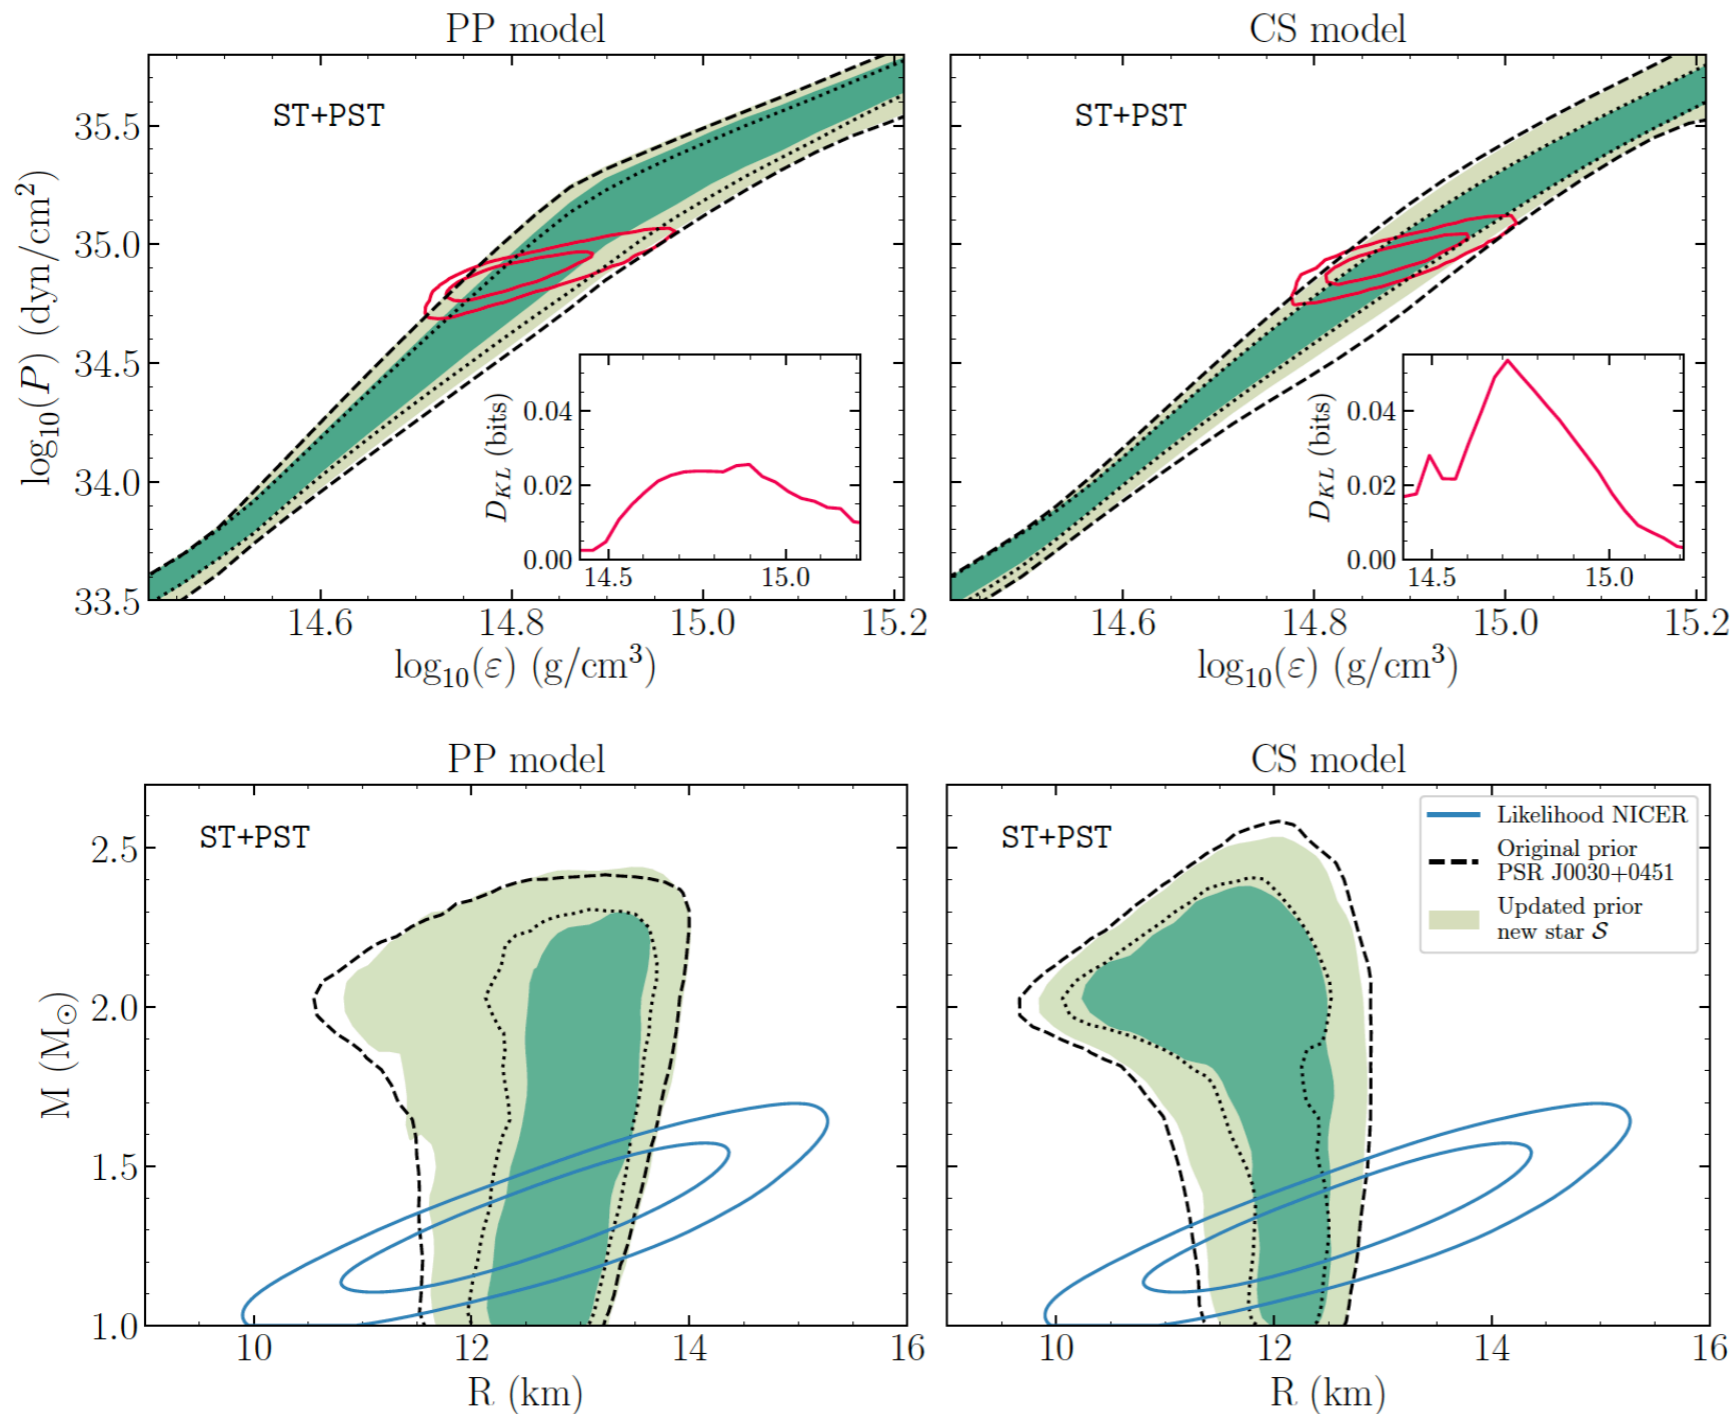 PP model
CS model
ST+PST
ST+PST
35.5
35.0
34.5
34.0
33.5
log₁₀(P) (dyn/cm²)
0.04
0.02
0.00
D_KL (bits)
14.5 15.0
0.04
0.02
0.00
D_KL (bits)
14.5 15.0
14.6 14.8 15.0 15.2
14.6 14.8 15.0 15.2
log₁₀(ε) (g/cm³)
log₁₀(ε) (g/cm³)
PP model
CS model
ST+PST
ST+PST
Likelihood NICER
Original prior
PSR J0030+0451
Updated prior
new star 𝒮
2.5
2.0
1.5
1.0
M (M⊙)
10 12 14 16
10 12 14 16
R (km)
R (km)